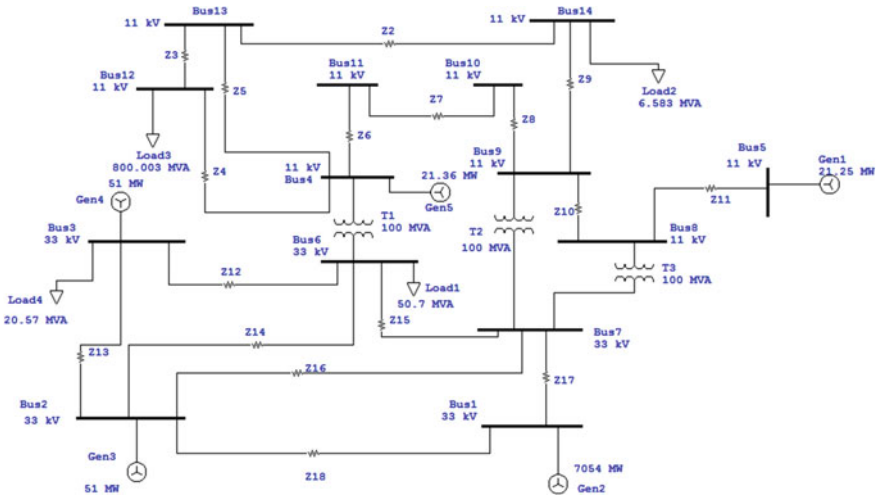 Bus13
11 kV
Bus14
11 kV
Z2
Z3
Bus12
11 kV
Z5
Bus11
11 kV
Bus10
11 kV
Z7
Z9
Load2
6.583 MVA
Z6
Z8
Load3
800.003 MVA
Z4
11 kV
Bus4
Bus9
11 kV
Bus5
11 kV
Gen1
21.25 MW
51 MW
Gen4
21.36 MW
Gen5
Z11
Z10
Bus3
33 kV
T1
100 MVA
Bus6
33 kV
T2
100 MVA
Bus8
11 kV
T3
100 MVA
Z12
Load1
50.7 MVA
Load4
20.57 MVA
Z14
Z15
Bus7
33 kV
Z13
Z16
Z17
Bus2
33 kV
Bus1
33 kV
Gen3
51 MW
Z18
7054 MW
Gen2